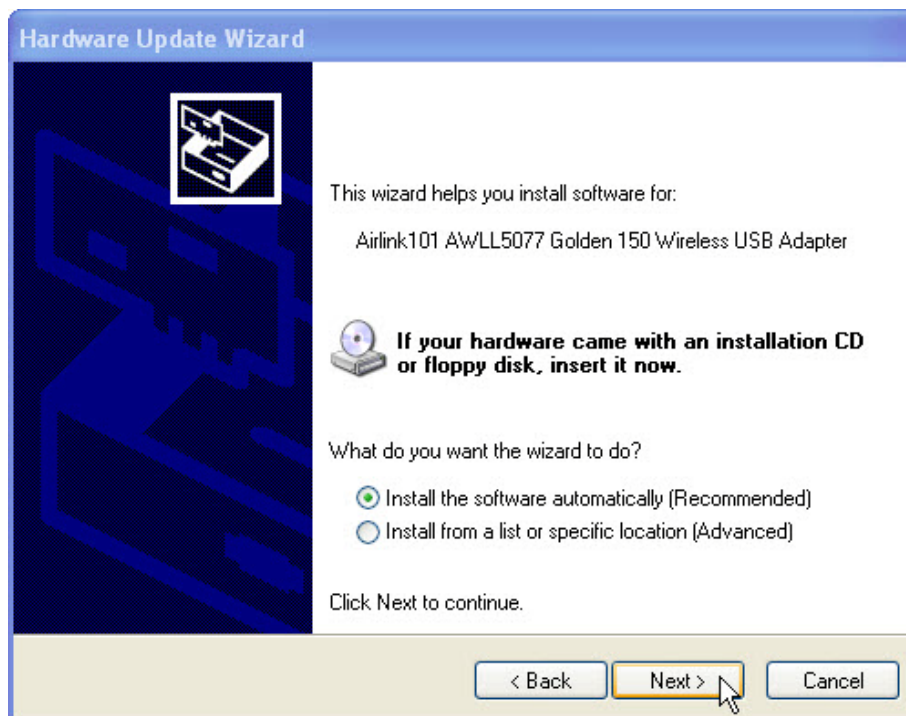 Hardware Update Wizard
This wizard helps you install software for:
Airlink101 AWLL5077 Golden 150 Wireless USB Adapter
If your hardware came with an installation CD
or floppy disk, insert it now.
What do you want the wizard to do?
Install the software automatically (Recommended)
Install from a list or specific location (Advanced)
Click Next to continue.
< Back Next > Cancel